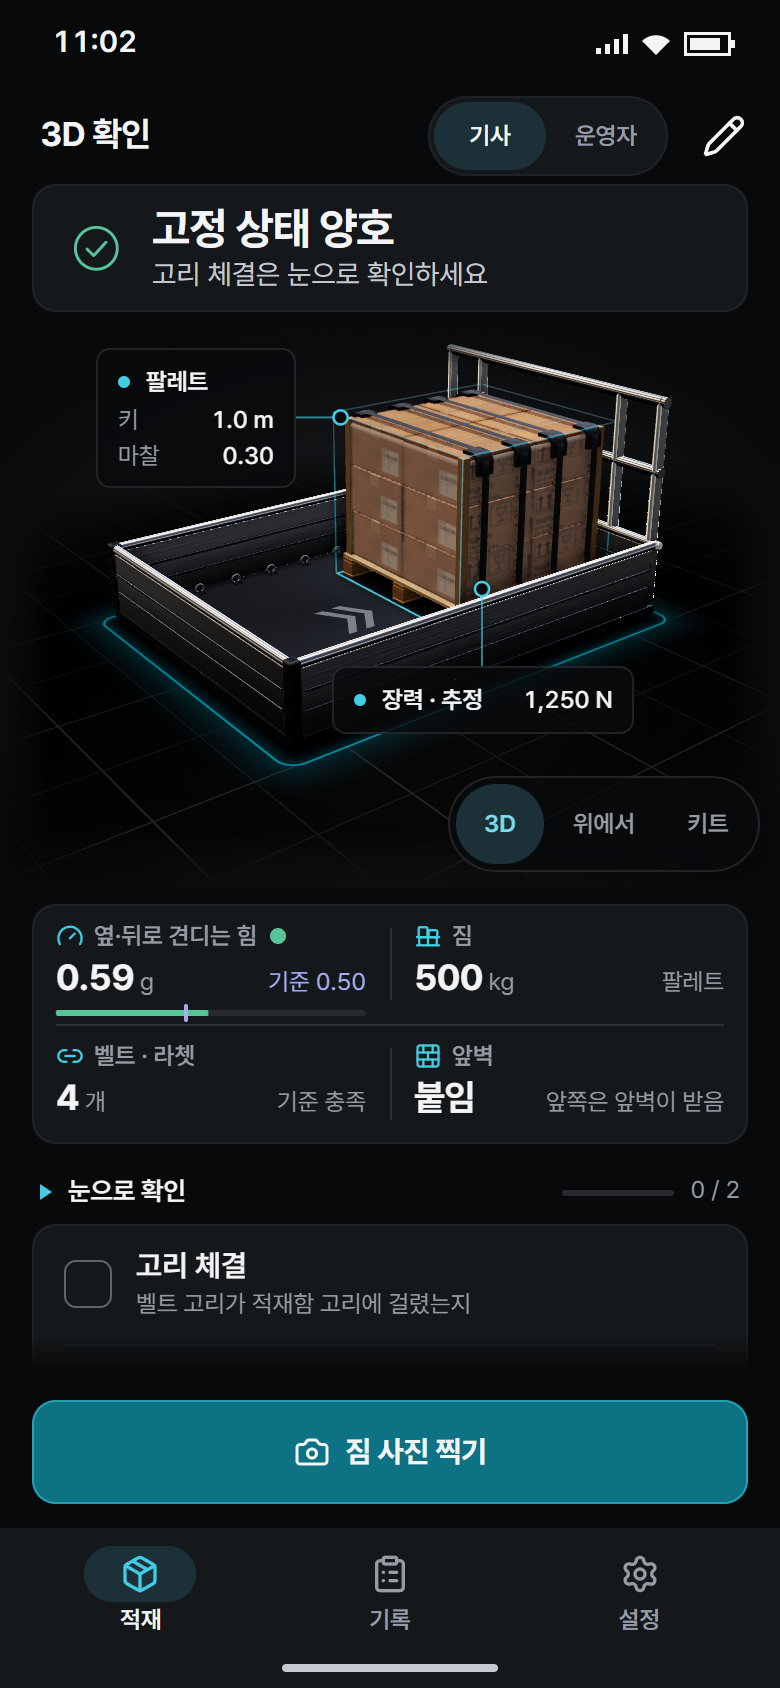 11:02
3D 확인
기사
운영자
고정 상태 양호
고리 체결은 눈으로 확인하세요
팔레트
키 1.0 m
마찰 0.30
장력 · 추정 1,250 N
3D
위에서
키트
옆·뒤로 견디는 힘
0.59 g
기준 0.50
짐
500 kg
팔레트
벨트 · 라쳇
4 개
기준 충족
앞벽
붙임
앞쪽은 앞벽이 받음
눈으로 확인
0 / 2
고리 체결
벨트 고리가 적재함 고리에 걸렸는지
짐 사진 찍기
적재
기록
설정